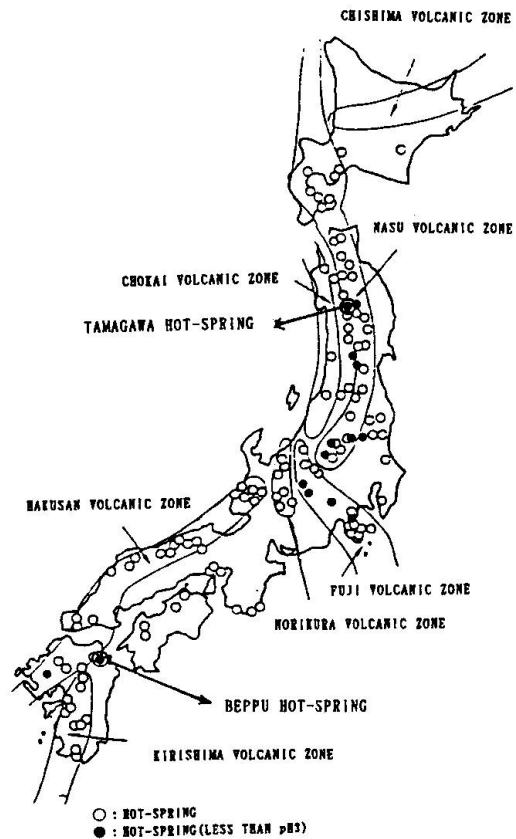 CHISHIMA VOLCANIC ZONE
NASU VOLCANIC ZONE
CHOKAI VOLCANIC ZONE
TAMAGAWA HOT-SPRING
HAKUSAN VOLCANIC ZONE
FUJI VOLCANIC ZONE
NORIKURA VOLCANIC ZONE
BEPPU HOT-SPRING
KIRISHIMA VOLCANIC ZONE
○ : HOT-SPRING
● : HOT-SPRING(LESS THAN pH3)